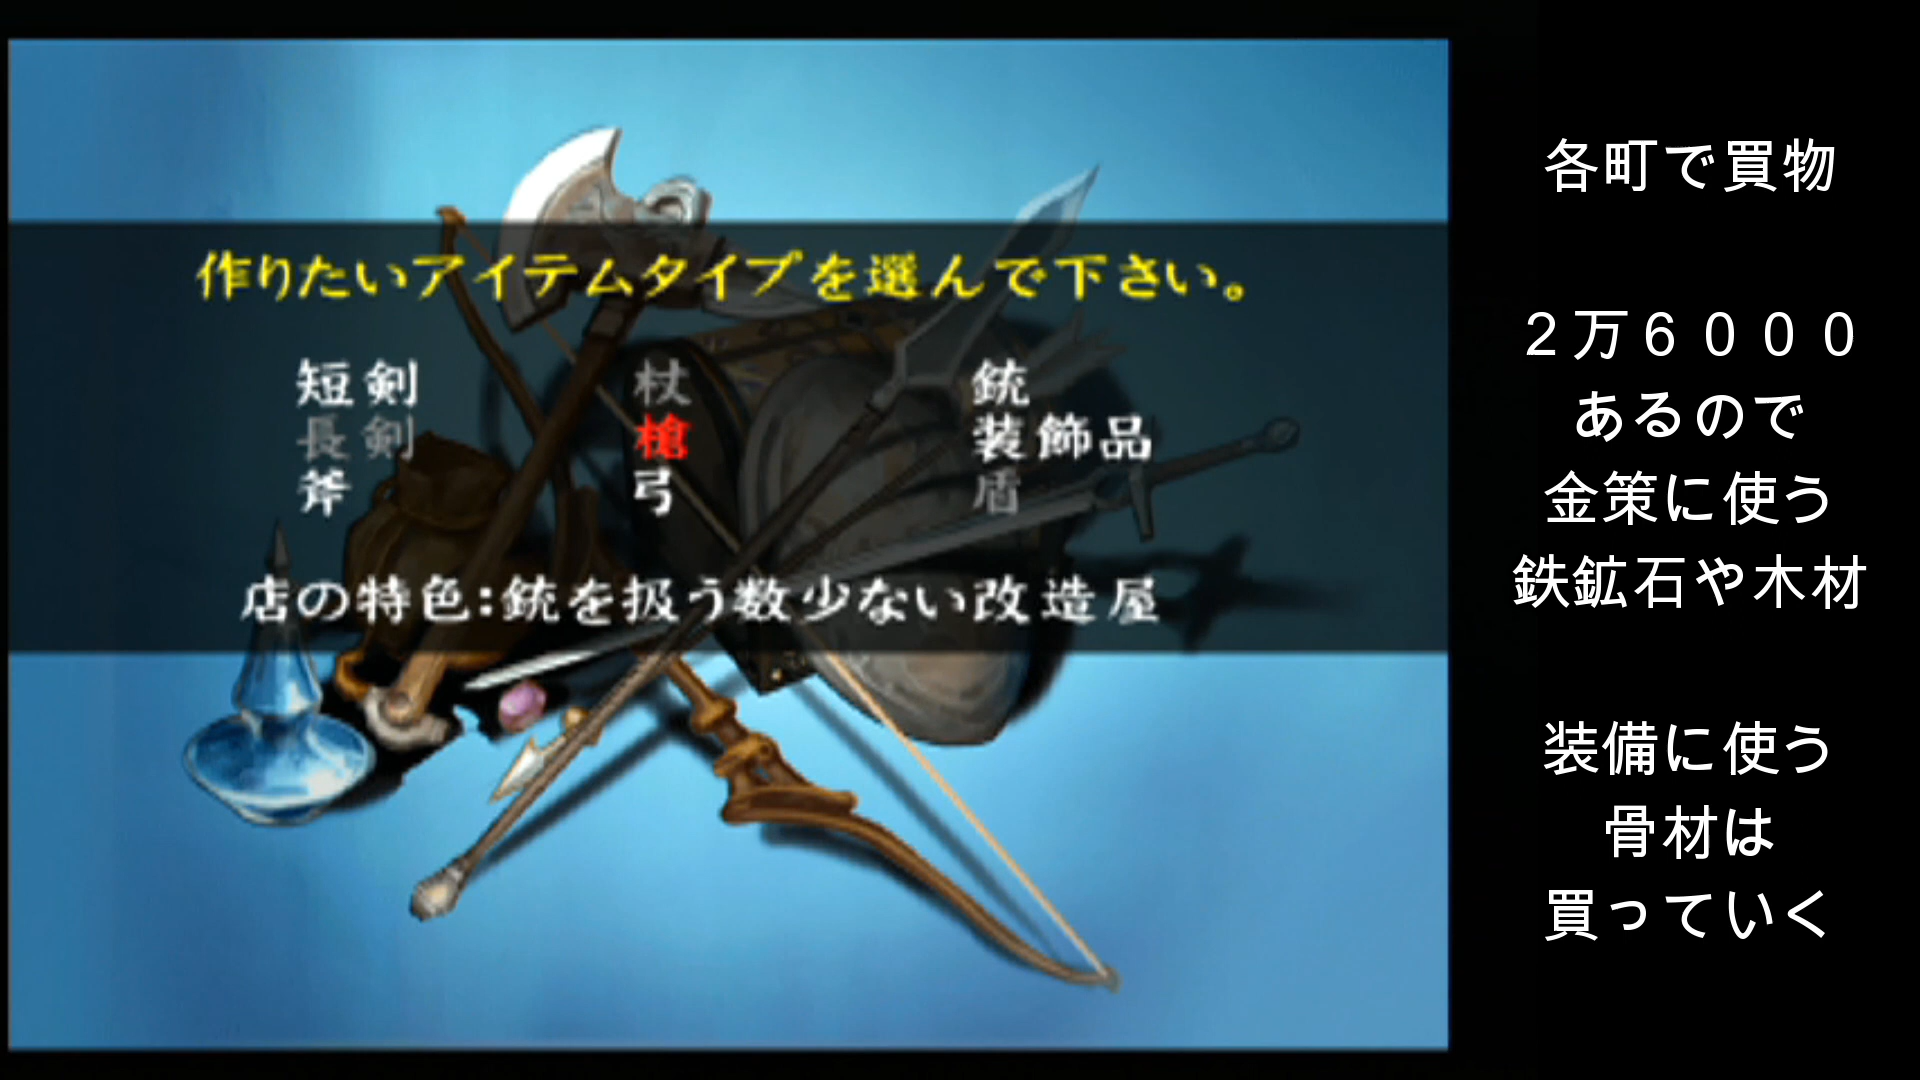 作りたいアイテムタイプを選んで下さい。
短剣 杖 銃
長剣 槍 装飾品
斧 弓 盾
店の特色:銃を扱う数少ない改造屋
各町で買物
２万６０００
あるので
金策に使う
鉄鉱石や木材
装備に使う
骨材は
買っていく